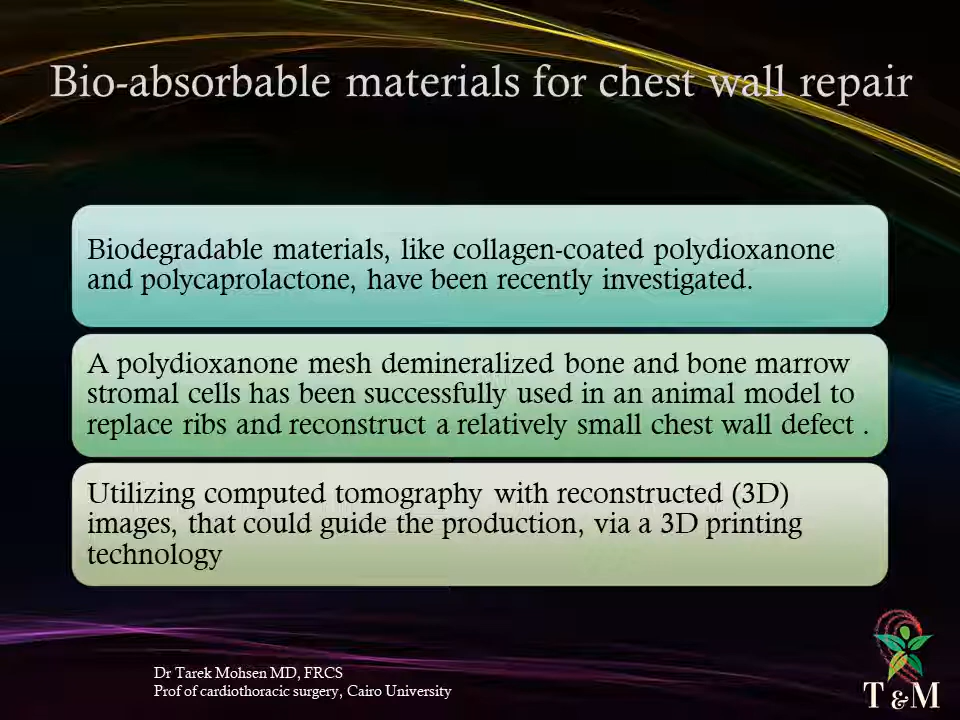 Bio-absorbable materials for chest wall repair
Biodegradable materials, like collagen-coated polydioxanone
and polycaprolactone, have been recently investigated.
A polydioxanone mesh demineralized bone and bone marrow
stromal cells has been successfully used in an animal model to
replace ribs and reconstruct a relatively small chest wall defect .
Utilizing computed tomography with reconstructed (3D)
images, that could guide the production, via a 3D printing
technology
Dr Tarek Mohsen MD, FRCS
Prof of cardiothoracic surgery, Cairo University
T & M